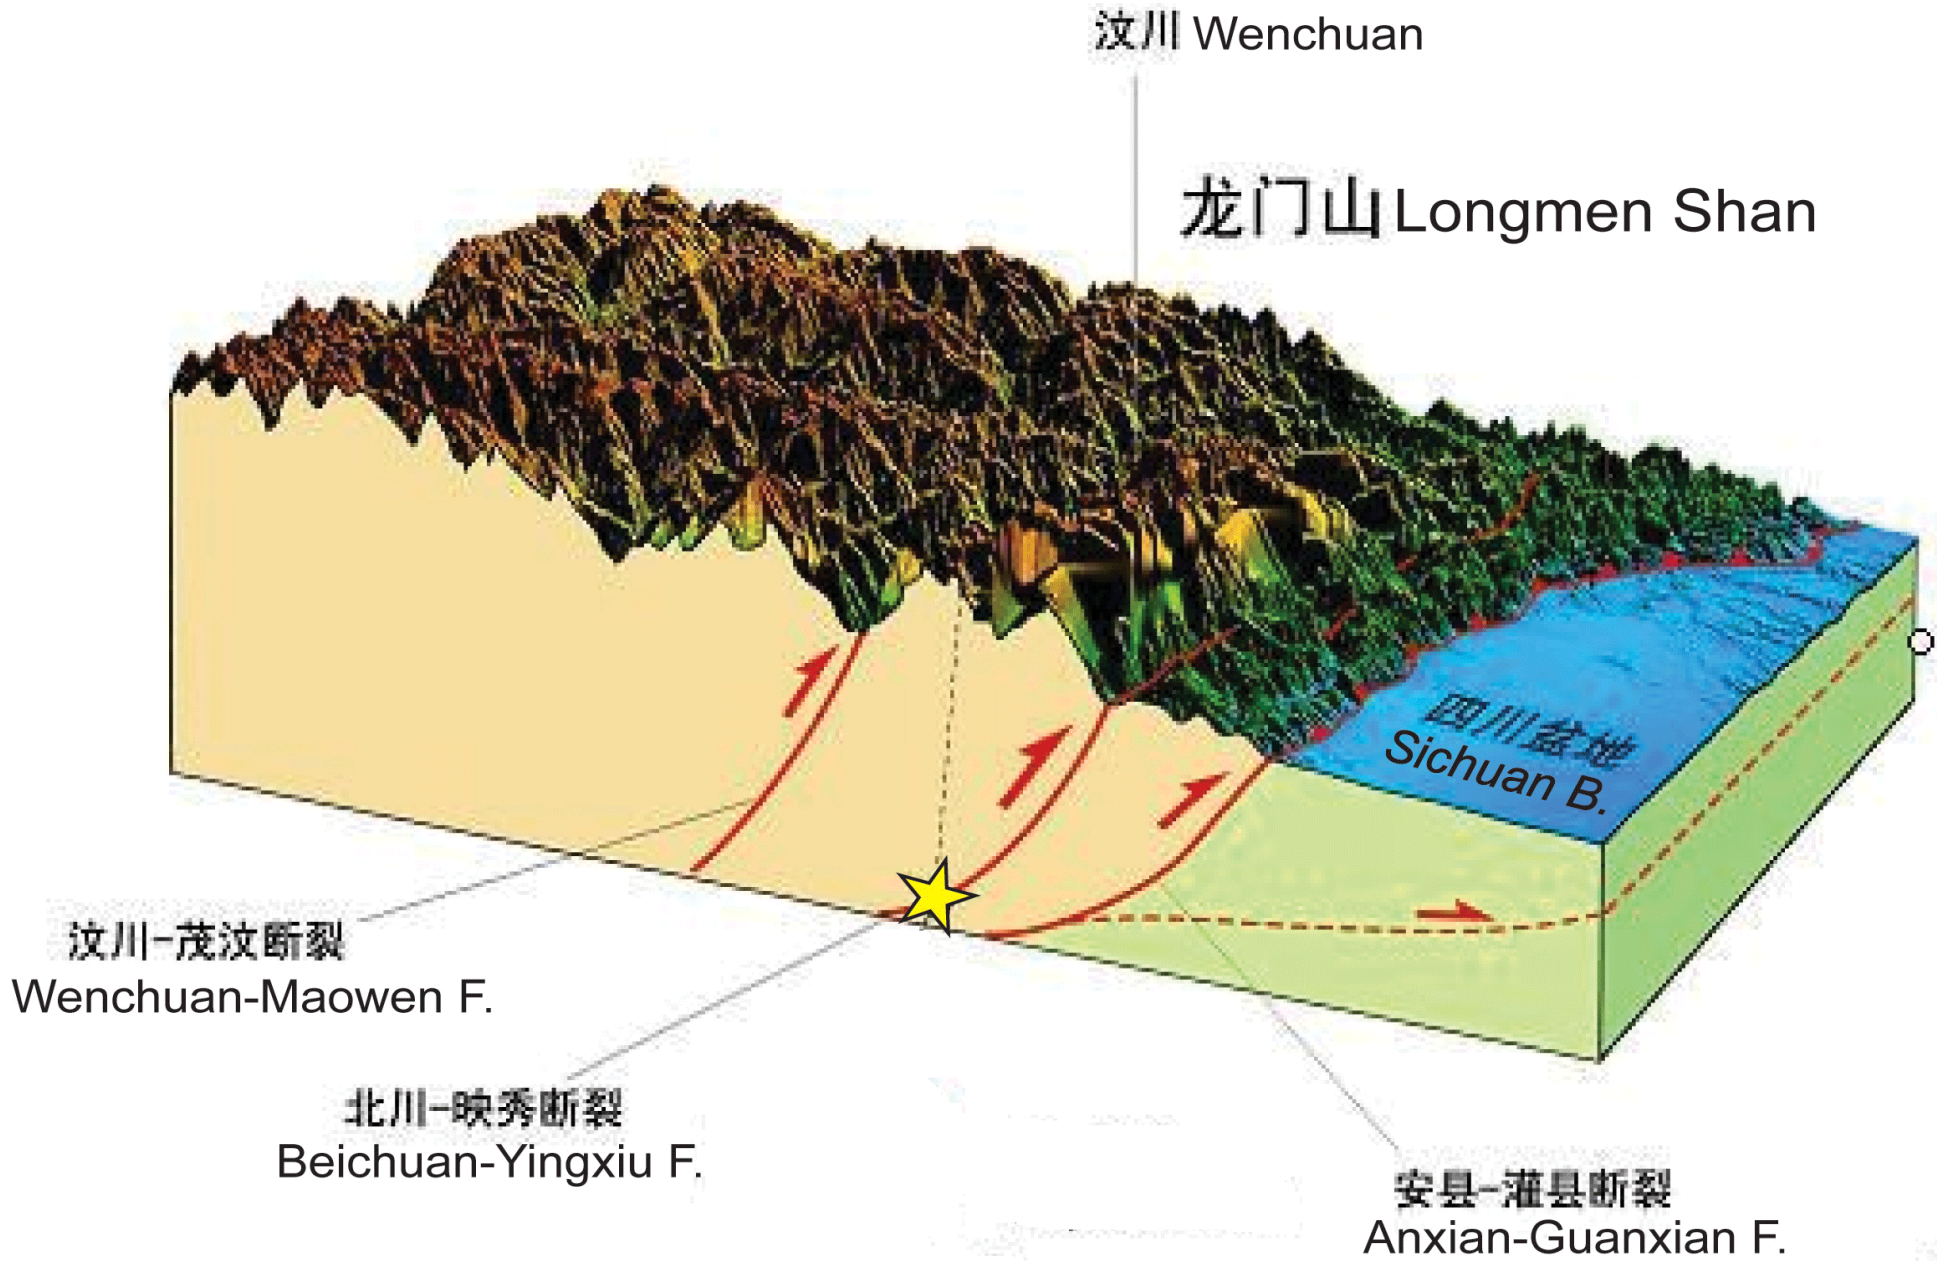 汶川 Wenchuan
龙门山 Longmen Shan
四川盆地
Sichuan B.
汶川-茂汶断裂
Wenchuan-Maowen F.
北川-映秀断裂
Beichuan-Yingxiu F.
安县-灌县断裂
Anxian-Guanxian F.